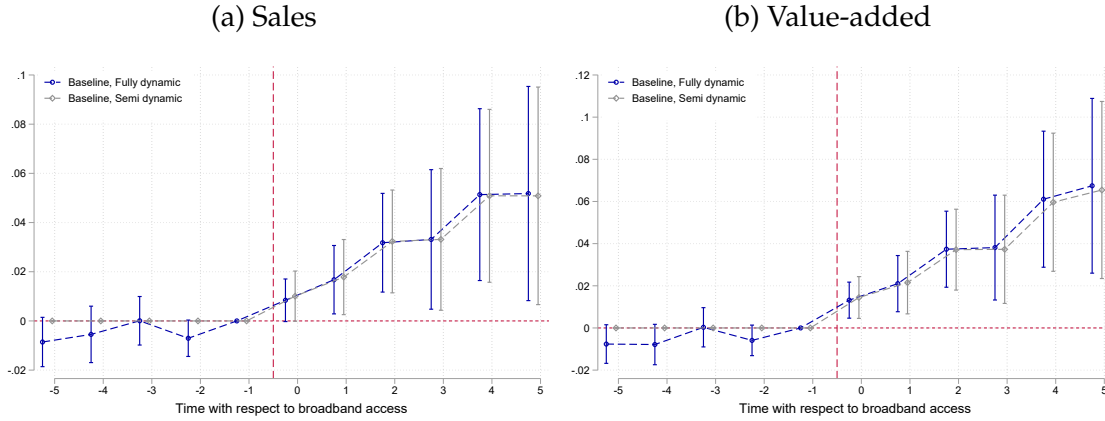 (a) Sales
Baseline, Fully dynamic
Baseline, Semi dynamic
.1
.08
.06
.04
.02
0
-.02
-5 -4 -3 -2 -1 0 1 2 3 4 5
Time with respect to broadband access
(b) Value-added
Baseline, Fully dynamic
Baseline, Semi dynamic
.12
.1
.08
.06
.04
.02
0
.02
-5 -4 -3 -2 -1 0 1 2 3 4 5
Time with respect to broadband access